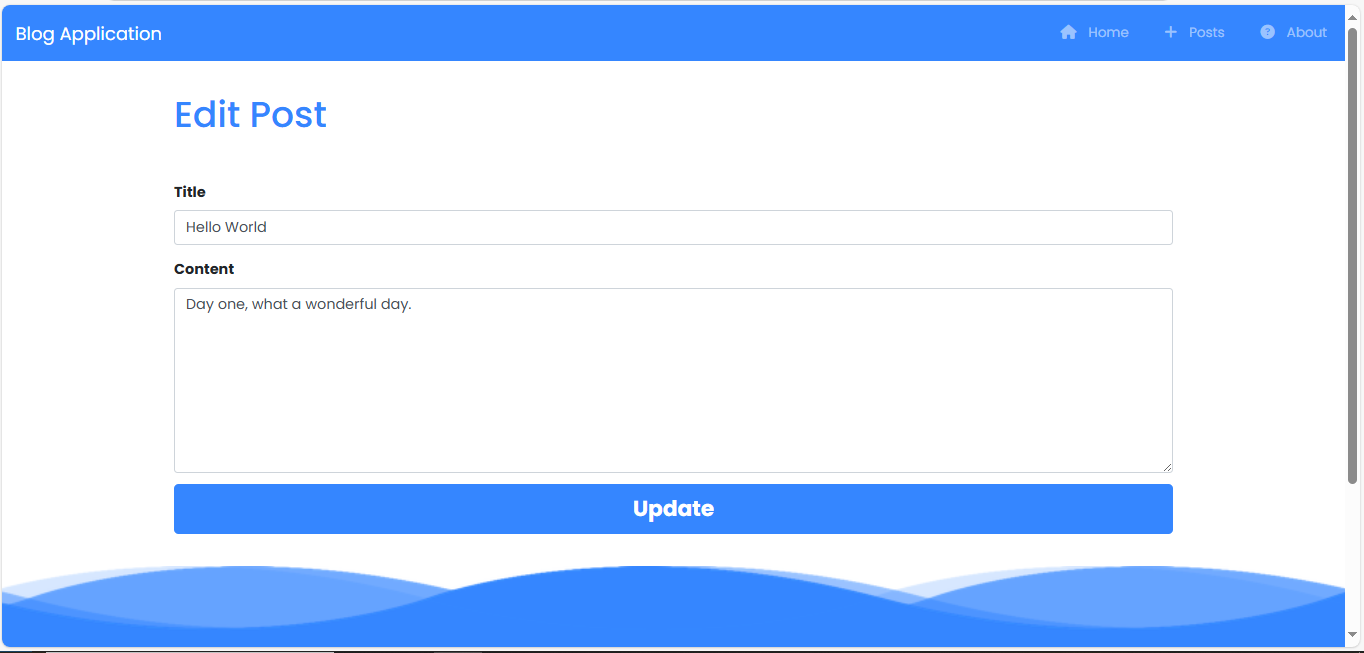 Blog Application
Home
Posts
? About
Edit Post
Title
Hello World
Content
Day one, what a wonderful day.
Update